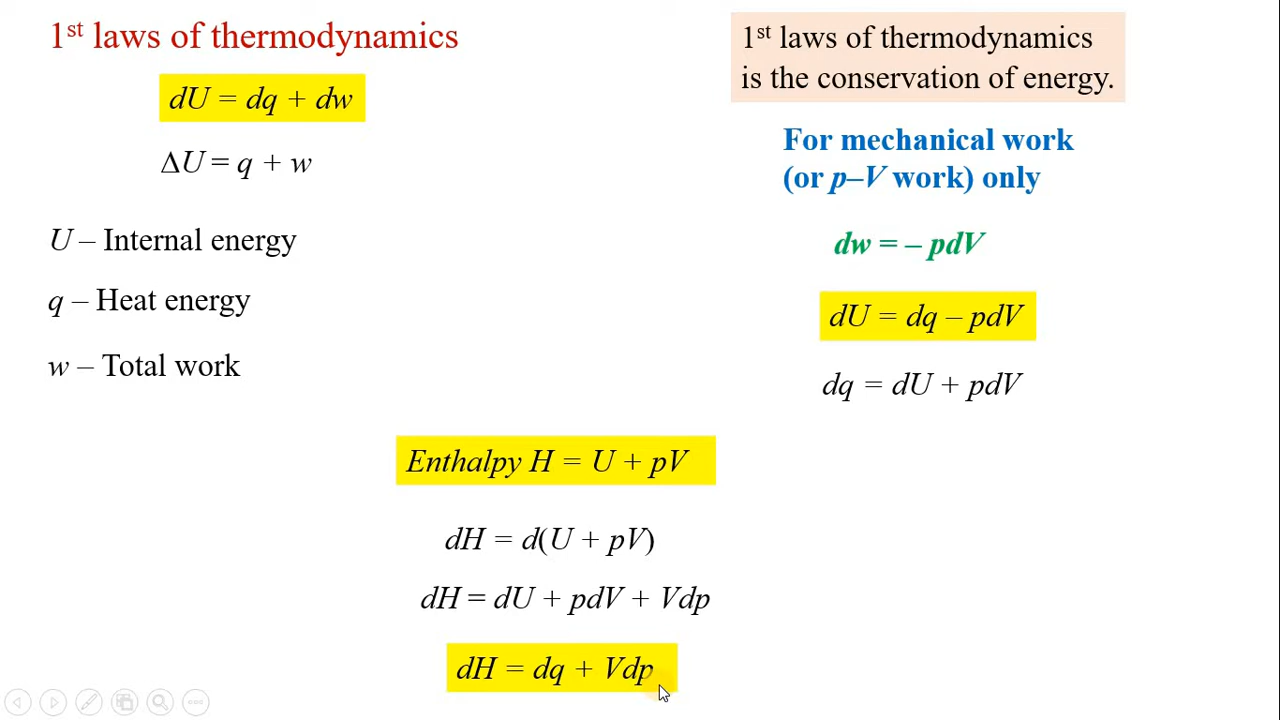 1st laws of thermodynamics
dU = dq + dw
ΔU = q + w
U – Internal energy
q – Heat energy
w – Total work
1st laws of thermodynamics
is the conservation of energy.
For mechanical work
(or p–V work) only
dw = – pdV
dU = dq – pdV
dq = dU + pdV
Enthalpy H = U + pV
dH = d(U + pV)
dH = dU + pdV + Vdp
dH = dq + Vdp